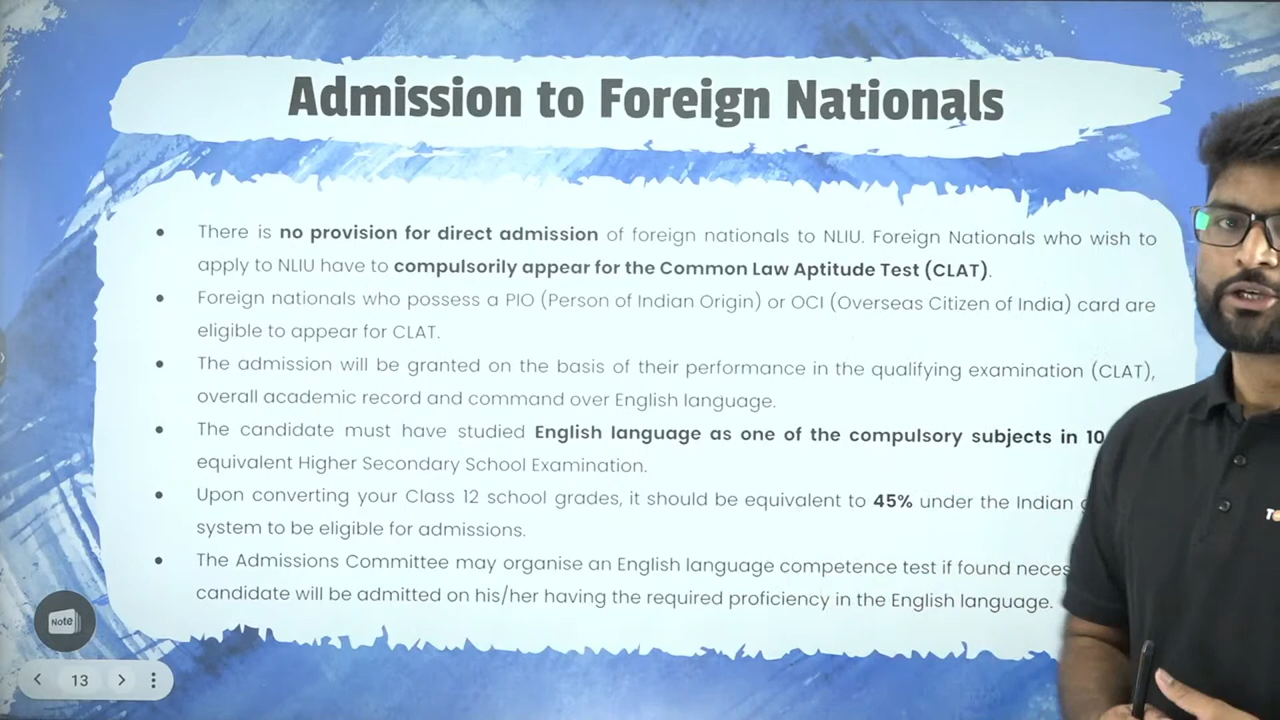 Admission to Foreign Nationals
There is no provision for direct admission of foreign nationals to NLIU. Foreign Nationals who wish to
apply to NLIU have to compulsorily appear for the Common Law Aptitude Test (CLAT).
Foreign nationals who possess a PIO (Person of Indian Origin) or OCI (Overseas Citizen of India) card are
eligible to appear for CLAT.
The admission will be granted on the basis of their performance in the qualifying examination (CLAT),
overall academic record and command over English language.
The candidate must have studied English language as one of the compulsory subjects in 10
equivalent Higher Secondary School Examination.
Upon converting your Class 12 school grades, it should be equivalent to 45% under the Indian
system to be eligible for admissions.
The Admissions Committee may organise an English language competence test if found
candidate will be admitted on his/her having the required proficiency in the English language.
Note
13